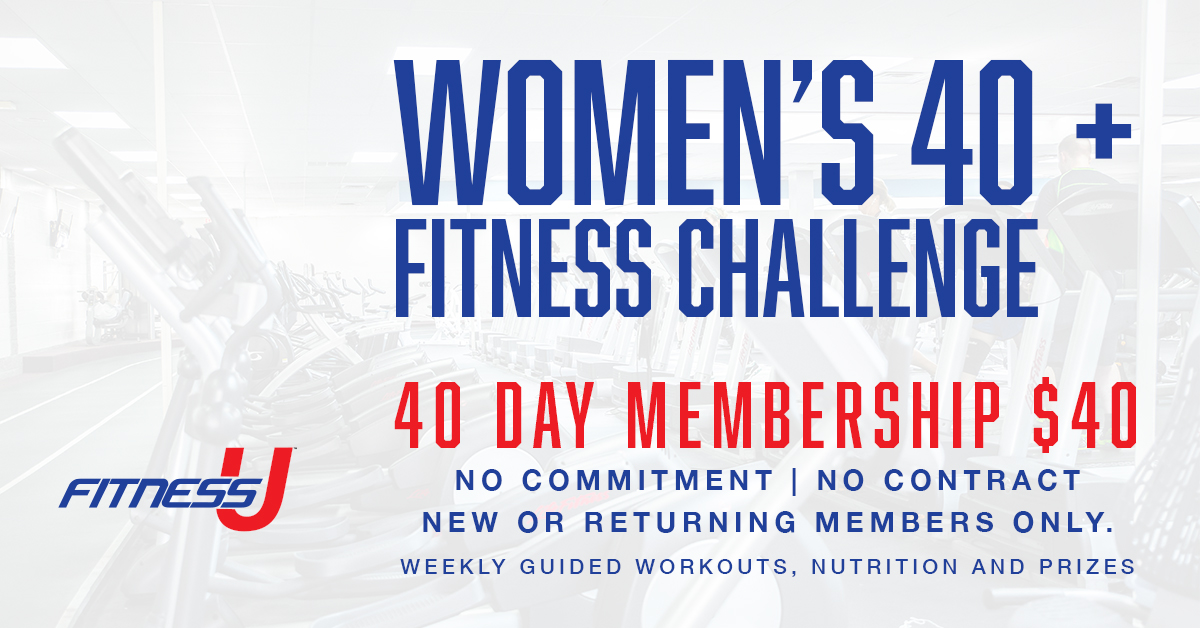 WOMEN'S 40 +
FITNESS CHALLENGE
40 DAY MEMBERSHIP $40
NO COMMITMENT | NO CONTRACT
NEW OR RETURNING MEMBERS ONLY.
WEEKLY GUIDED WORKOUTS, NUTRITION AND PRIZES
FITNESS U™